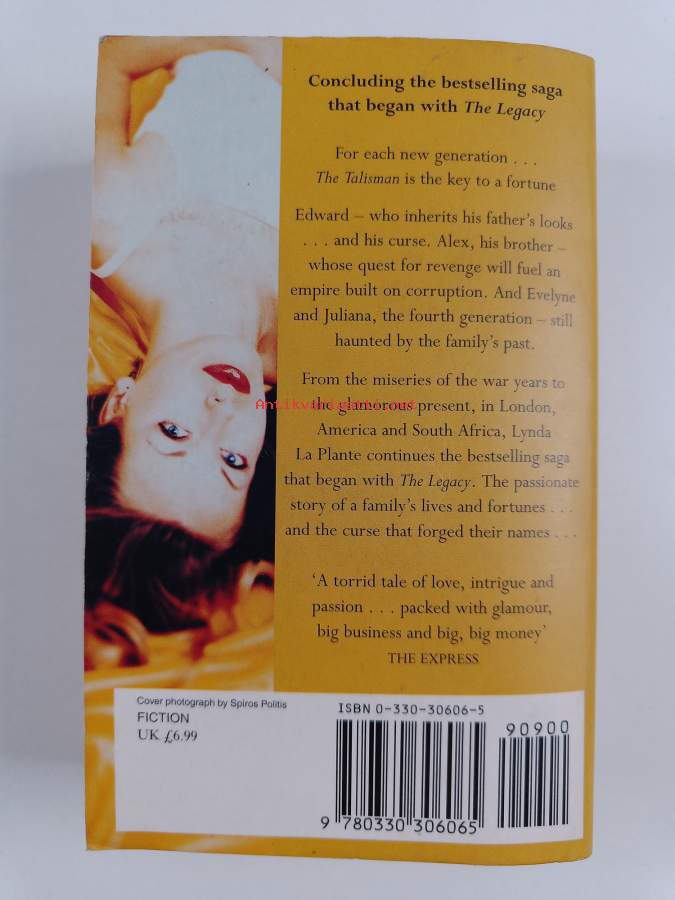 Concluding the bestselling saga
that began with The Legacy
For each new generation . . .
The Talisman is the key to a fortune
Edward – who inherits his father's looks
. . . and his curse. Alex, his brother –
whose quest for revenge will fuel an
empire built on corruption. And Evelyne
and Juliana, the fourth generation – still
haunted by the family's past.
From the miseries of the war years to
Antikvariaatti.net
the glamorous present, in London,
America and South Africa, Lynda
La Plante continues the bestselling saga
that began with The Legacy. The passionate
story of a family's lives and fortunes . . .
and the curse that forged their names . . .
'A torrid tale of love, intrigue and
passion . . . packed with glamour,
big business and big, big money'
THE EXPRESS
Cover photograph by Spiros Politis
FICTION
UK £6.99
ISBN 0-330-30606-5
90900
9 780330 306065